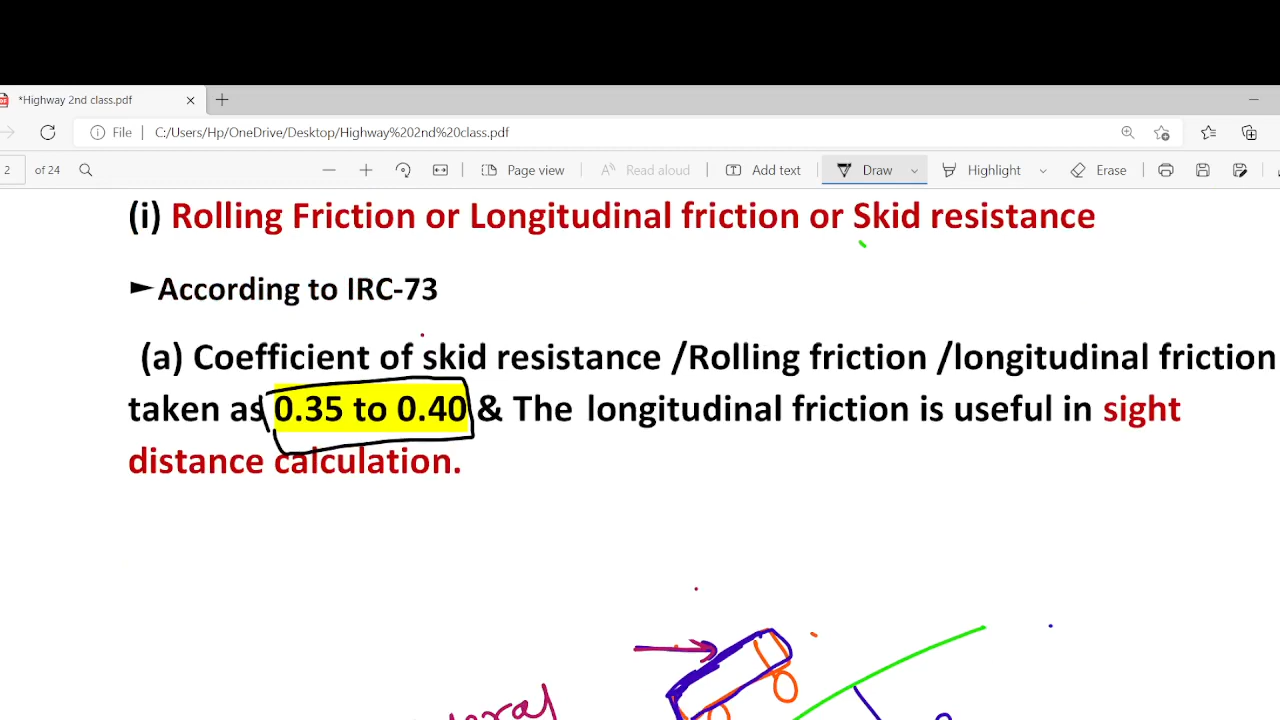 *Highway 2nd class.pdf
File C:/Users/Hp/OneDrive/Desktop/Highway%202nd%20class.pdf
2 of 24 Page view Read aloud Add text Draw Highlight Erase
(i) Rolling Friction or Longitudinal friction or Skid resistance
►According to IRC-73
(a) Coefficient of skid resistance /Rolling friction /longitudinal friction
taken as 0.35 to 0.40 & The longitudinal friction is useful in sight
distance calculation.